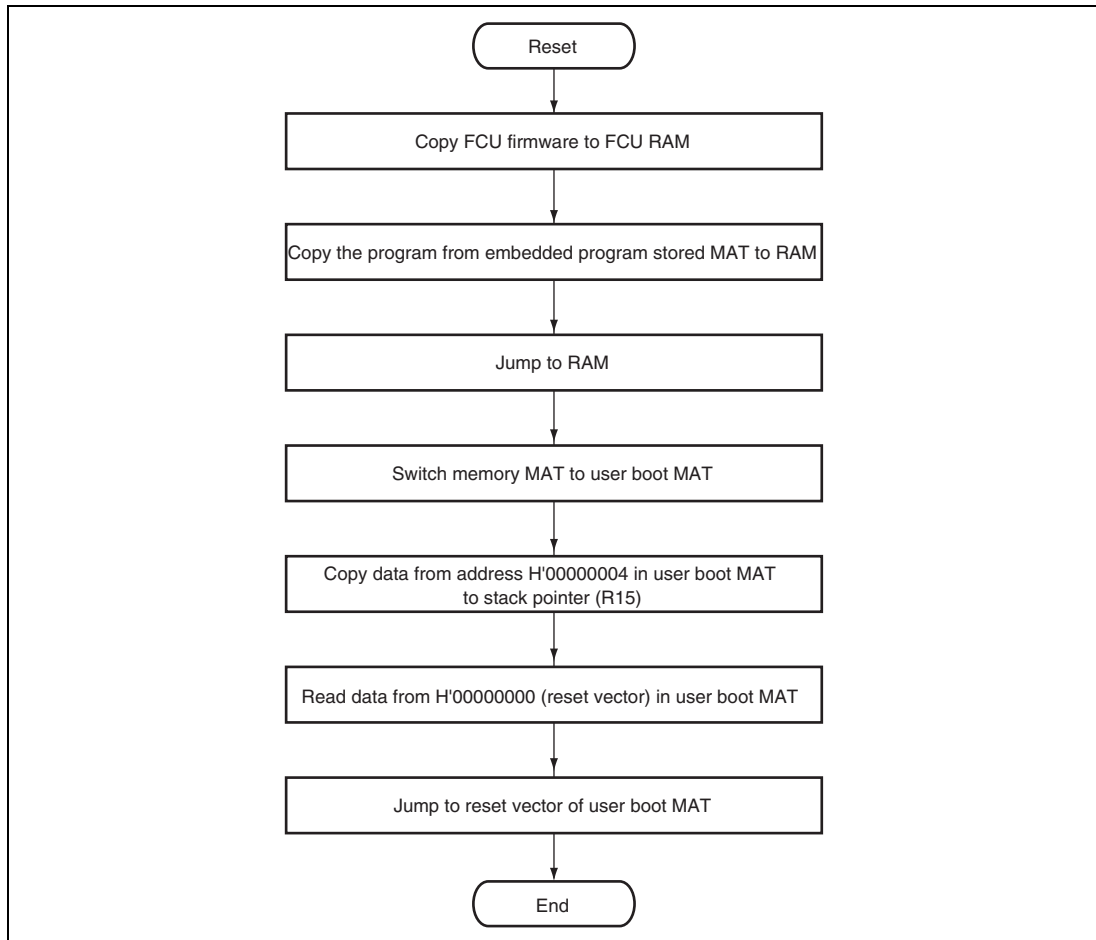 Reset
Copy FCU firmware to FCU RAM
Copy the program from embedded program stored MAT to RAM
Jump to RAM
Switch memory MAT to user boot MAT
Copy data from address H'00000004 in user boot MAT
to stack pointer (R15)
Read data from H'00000000 (reset vector) in user boot MAT
Jump to reset vector of user boot MAT
End